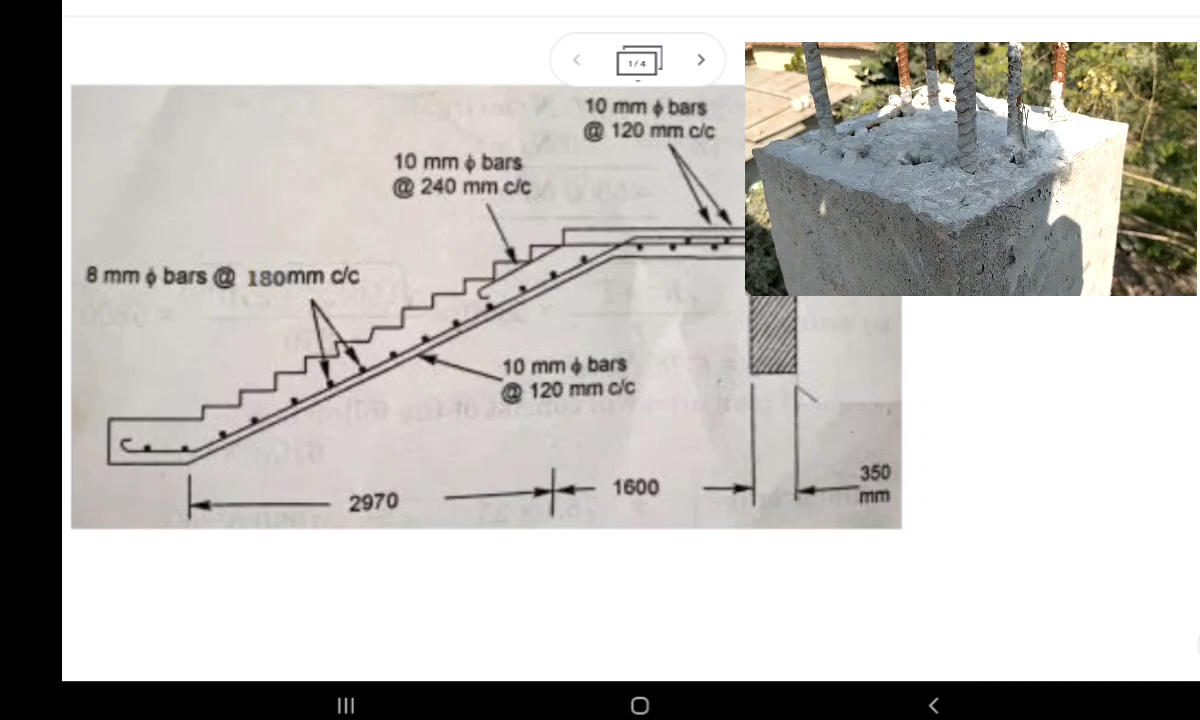 1/4
10 mm ϕ bars
@ 120 mm c/c
10 mm ϕ bars
@ 240 mm c/c
8 mm ϕ bars @ 180mm c/c
10 mm ϕ bars
@ 120 mm c/c
2970
1600
350
mm